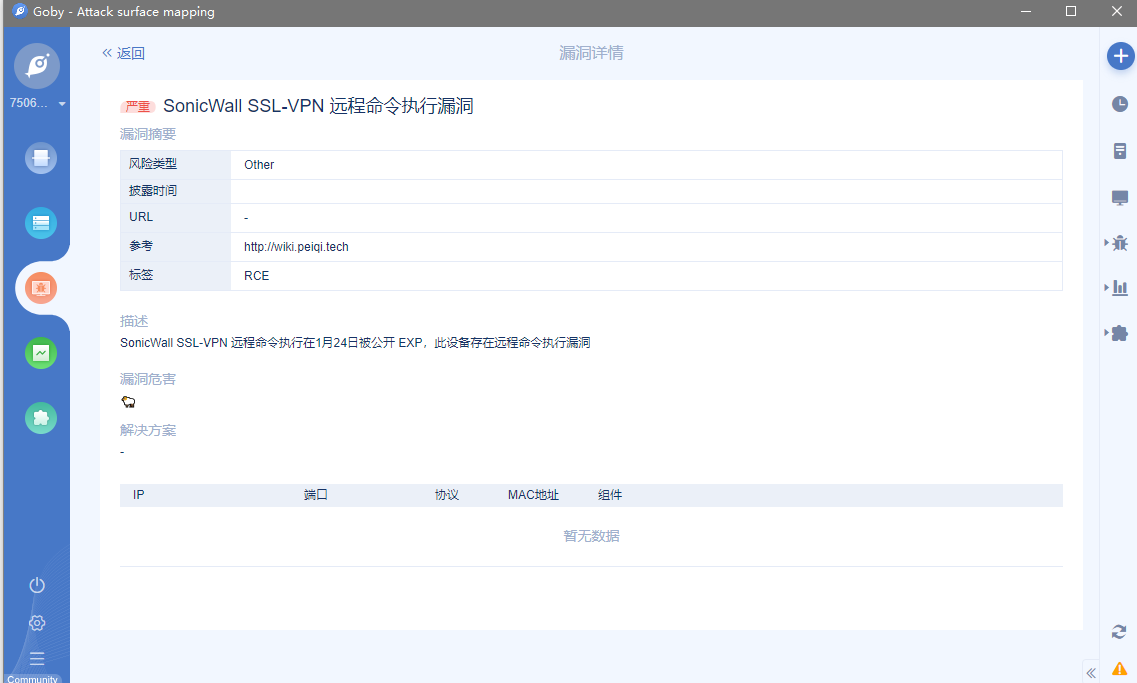 Goby - Attack surface mapping
返回
漏洞详情
7506...
严重 SonicWall SSL-VPN 远程命令执行漏洞
漏洞摘要
风险类型 Other
披露时间
URL -
参考 http://wiki.peiqi.tech
标签 RCE
描述
SonicWall SSL-VPN 远程命令执行在1月24日被公开 EXP，此设备存在远程命令执行漏洞
漏洞危害
解决方案
-
IP 端口 协议 MAC地址 组件
暂无数据
Community